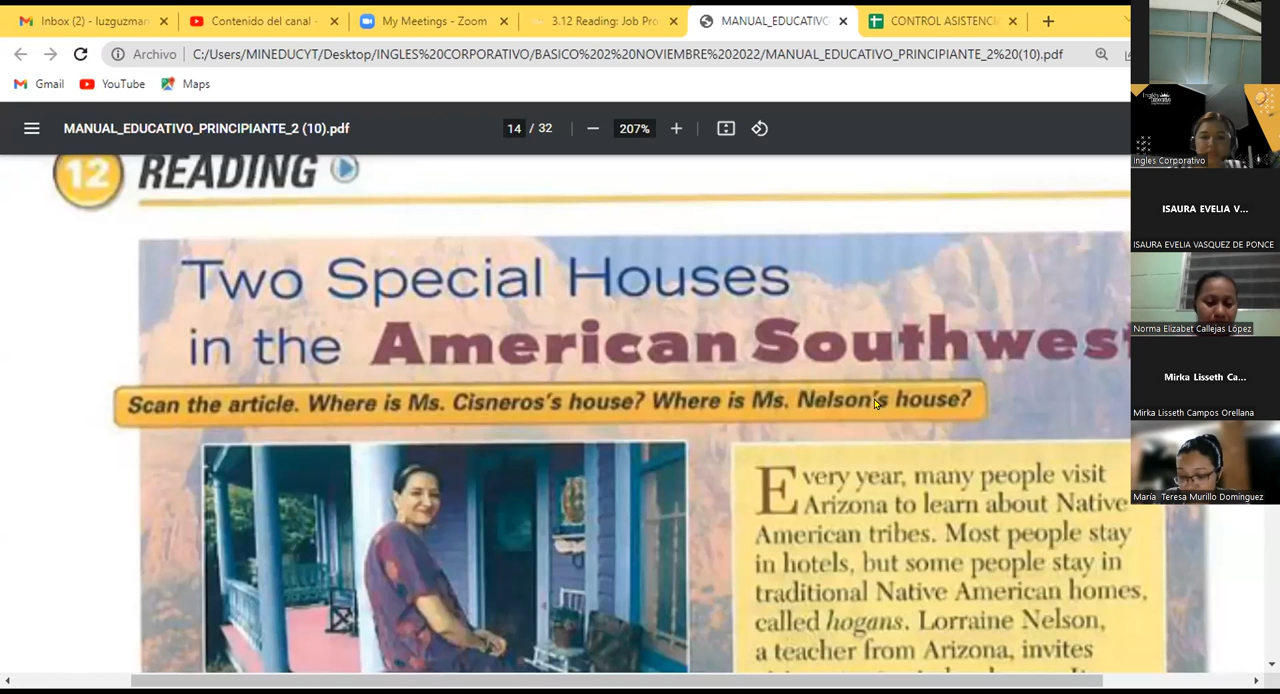 Inbox (2) - luzguzman
Contenido del canal -
My Meetings - Zoom
3.12 Reading: Job Pro
MANUAL_EDUCATIVO
CONTROL ASISTENCI
Archivo
C:/Users/MINEDUCYT/Desktop/INGLES%20CORPORATIVO/BASICO%202%20NOVIEMBRE%202022/MANUAL_EDUCATIVO_PRINCIPIANTE_2%20(10).pdf
Gmail
YouTube
Maps
MANUAL_EDUCATIVO_PRINCIPIANTE_2 (10).pdf
14 / 32
207%
12 READING
Two Special Houses
in the American Southwes
Scan the article. Where is Ms. Cisneros's house? Where is Ms. Nelson's house?
Every year, many people visit
Arizona to learn about Native
American tribes. Most people stay
in hotels, but some people stay in
traditional Native American homes,
called hogans. Lorraine Nelson,
a teacher from Arizona, invites
Ingles Corporativo
ISAURA EVELIA V...
ISAURA EVELIA VASQUEZ DE PONCE
Norma Elizabet Callejas López
Mirka Lisseth Ca...
Mirka Lisseth Campos Orellana
María Teresa Murillo Dominguez